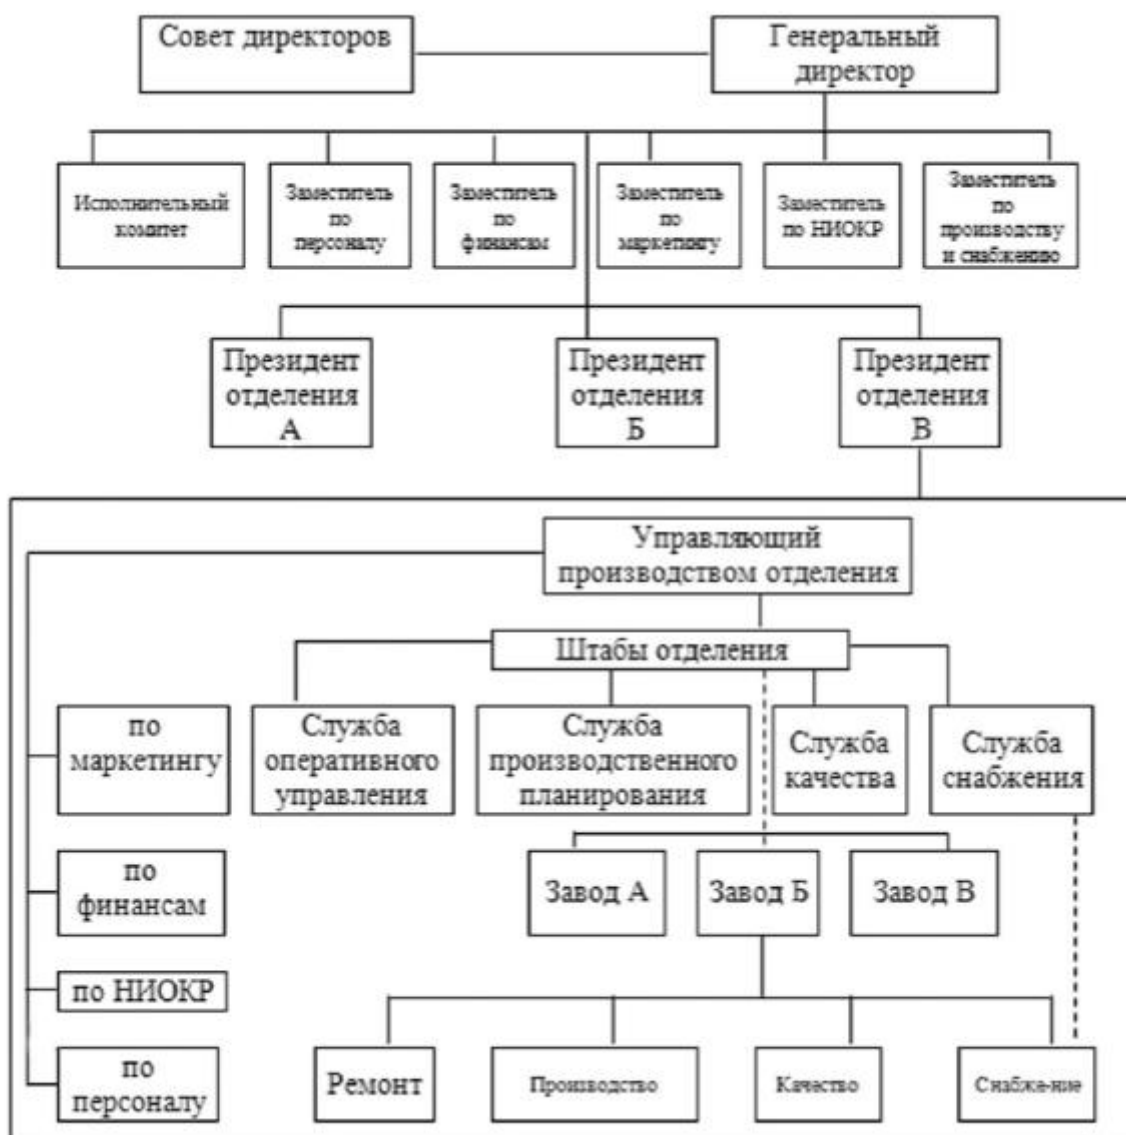 Совет директоров
Генеральный
директор
Исполнительный
комитет
Заместитель
по
персоналу
Заместитель
по
финансам
Заместитель
по
маркетингу
Заместитель
по НИОКР
Заместитель
по
производству
и снабжению
Президент
отделения
А
Президент
отделения
Б
Президент
отделения
В
Управляющий
производством отделения
Штабы отделения
по
маркетингу
Служба
оперативного
управления
Служба
производственного
планирования
Служба
качества
Служба
снабжения
по
финансам
Завод А
Завод Б
Завод В
по НИОКР
по
персоналу
Ремонт
Производство
Качество
Снабже-ние